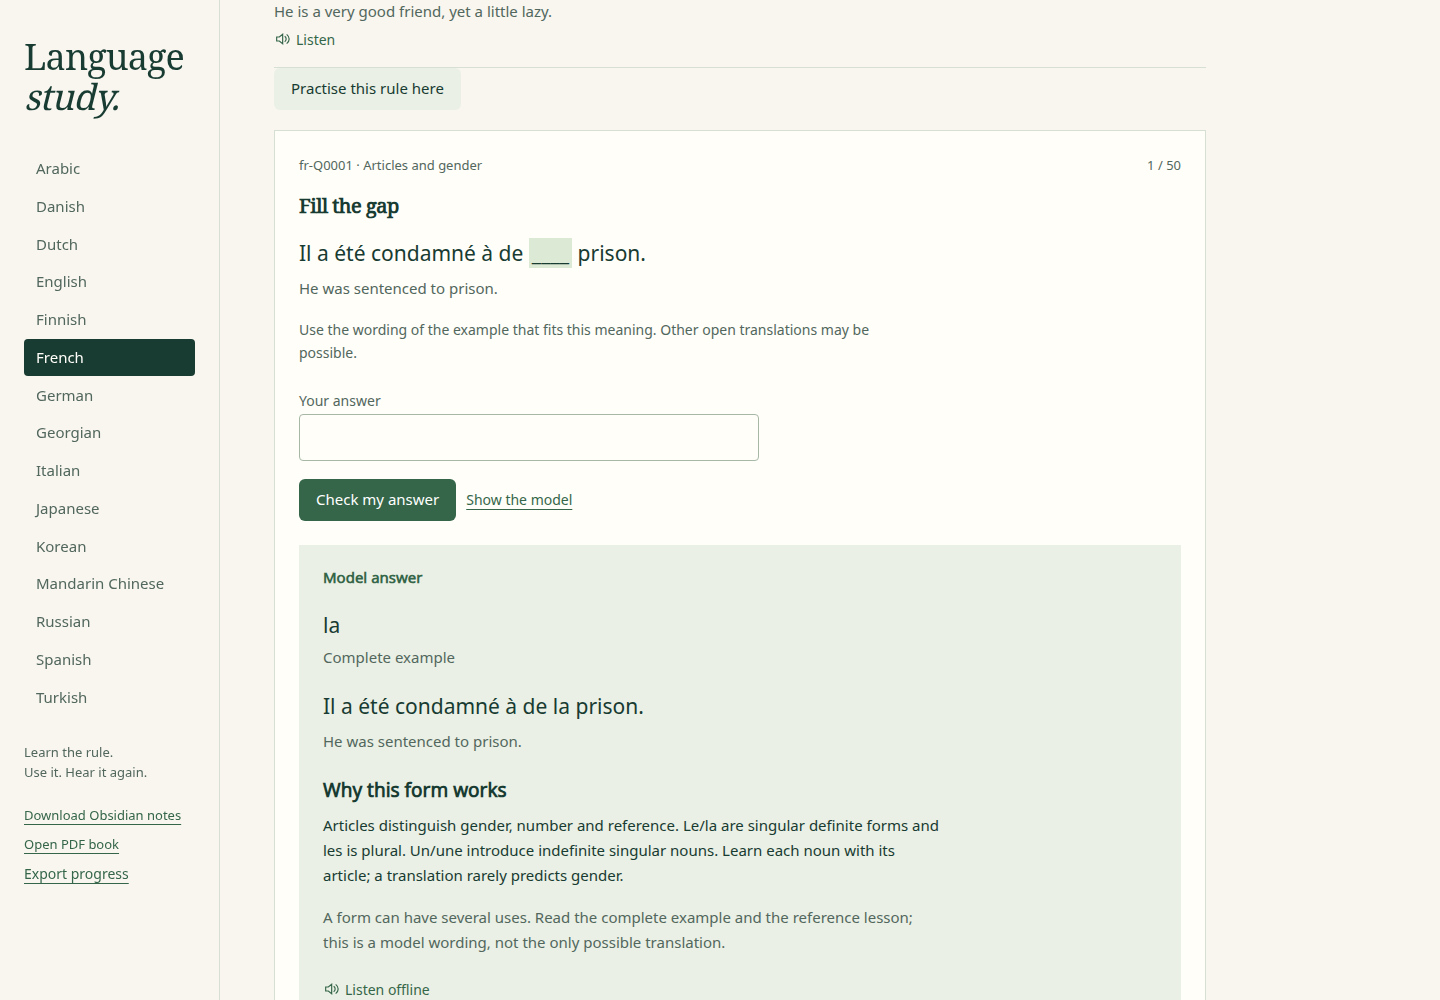 Language
study.
Arabic
Danish
Dutch
English
Finnish
French
German
Georgian
Italian
Japanese
Korean
Mandarin Chinese
Russian
Spanish
Turkish
Learn the rule.
Use it. Hear it again.
Download Obsidian notes
Open PDF book
Export progress
He is a very good friend, yet a little lazy.
Listen
Practise this rule here
fr-Q0001 · Articles and gender
1 / 50
Fill the gap
Il a été condamné à de ____ prison.
He was sentenced to prison.
Use the wording of the example that fits this meaning. Other open translations may be
possible.
Your answer
Check my answer
Show the model
Model answer
la
Complete example
Il a été condamné à de la prison.
He was sentenced to prison.
Why this form works
Articles distinguish gender, number and reference. Le/la are singular definite forms and
les is plural. Un/une introduce indefinite singular nouns. Learn each noun with its
article; a translation rarely predicts gender.
A form can have several uses. Read the complete example and the reference lesson;
this is a model wording, not the only possible translation.
Listen offline